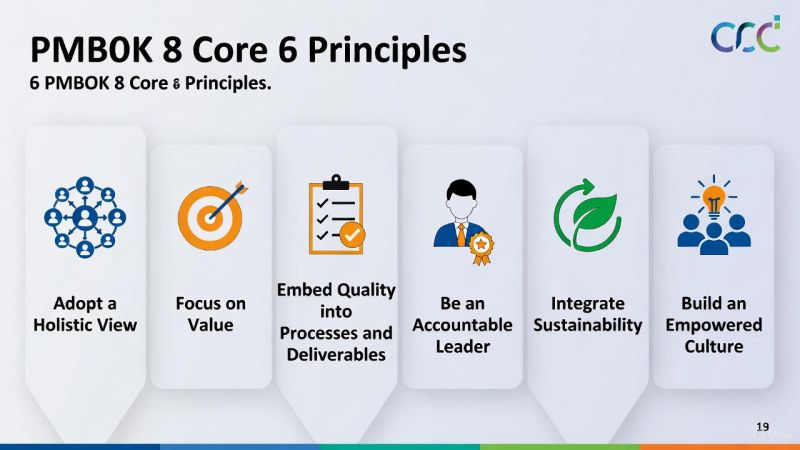 PMB0K 8 Core 6 Principles
6 PMBOK 8 Core 6 Principles.
CCC
Adopt a
Holistic View
Focus on
Value
Embed Quality
into
Processes and
Deliverables
Be an
Accountable
Leader
Integrate
Sustainability
Build an
Empowered
Culture
19